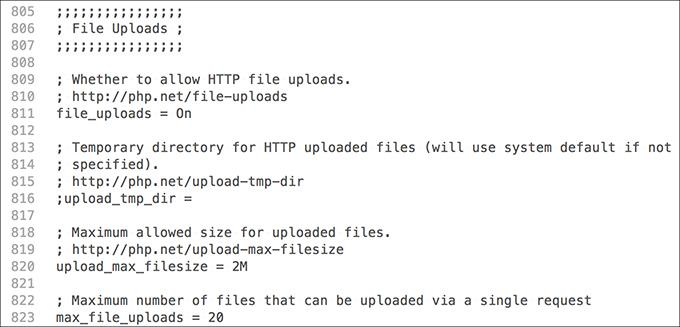 805 ;;;;;;;;;;;;;;;;
806 ; File Uploads ;
807 ;;;;;;;;;;;;;;;;
808
809 ; Whether to allow HTTP file uploads.
810 ; http://php.net/file-uploads
811 file_uploads = On
812
813 ; Temporary directory for HTTP uploaded files (will use system default if not
814 ; specified).
815 ; http://php.net/upload-tmp-dir
816 ;upload_tmp_dir =
817
818 ; Maximum allowed size for uploaded files.
819 ; http://php.net/upload-max-filesize
820 upload_max_filesize = 2M
821
822 ; Maximum number of files that can be uploaded via a single request
823 max_file_uploads = 20